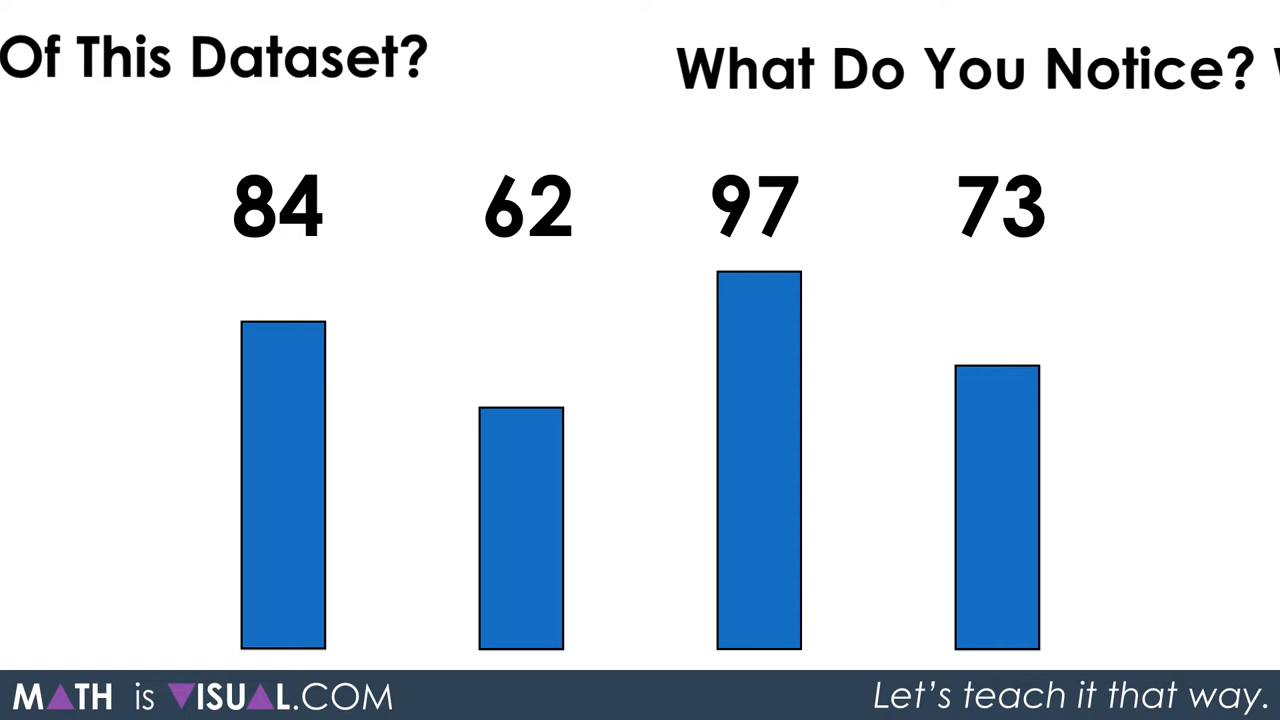 Of This Dataset?
What Do You Notice?
84 62 97 73
MATH is VISUAL.COM
Let's teach it that way.